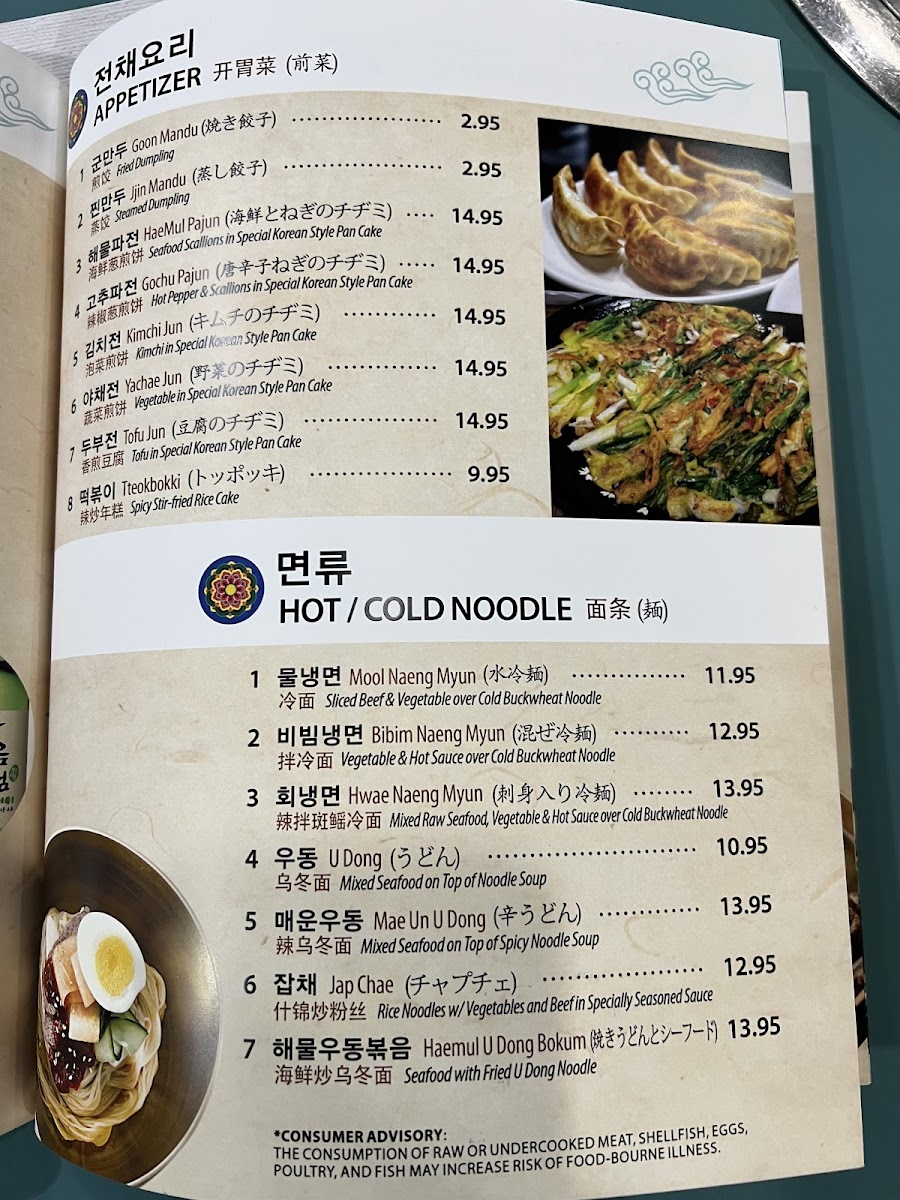 전채요리
APPETIZER 开胃菜 (前菜)
1 군만두 Goon Mandu (焼き餃子) 2.95
煎饺 Fried Dumpling
2 찐만두 Jjin Mandu (蒸し餃子) 2.95
蒸饺 Steamed Dumpling
3 해물파전 HaeMul Pajun (海鮮とねぎのチヂミ) 14.95
海鲜葱煎饼 Seafood Scallions in Special Korean Style Pan Cake
4 고추파전 Gochu Pajun (唐辛子ねぎのチヂミ) 14.95
辣椒葱煎饼 Hot Pepper & Scallions in Special Korean Style Pan Cake
5 김치전 Kimchi Jun (キムチのチヂミ) 14.95
泡菜煎饼 Kimchi in Special Korean Style Pan Cake
6 야채전 Yachae Jun (野菜のチヂミ) 14.95
蔬菜煎饼 Vegetable in Special Korean Style Pan Cake
7 두부전 Tofu Jun (豆腐のチヂミ) 14.95
香煎豆腐 Tofu in Special Korean Style Pan Cake
8 떡볶이 Tteokbokki (トッポッキ) 9.95
辣炒年糕 Spicy Stir-fried Rice Cake
면류
HOT / COLD NOODLE 面条 (麺)
1 물냉면 Mool Naeng Myun (水冷麺) 11.95
冷面 Sliced Beef & Vegetable over Cold Buckwheat Noodle
2 비빔냉면 Bibim Naeng Myun (混ぜ冷麺) 12.95
拌冷面 Vegetable & Hot Sauce over Cold Buckwheat Noodle
3 회냉면 Hwae Naeng Myun (刺身入り冷麺) 13.95
辣拌斑鳐冷面 Mixed Raw Seafood, Vegetable & Hot Sauce over Cold Buckwheat Noodle
4 우동 U Dong (うどん) 10.95
乌冬面 Mixed Seafood on Top of Noodle Soup
5 매운우동 Mae Un U Dong (辛うどん) 13.95
辣乌冬面 Mixed Seafood on Top of Spicy Noodle Soup
6 잡채 Jap Chae (チャプチェ) 12.95
什锦炒粉丝 Rice Noodles w/ Vegetables and Beef in Specially Seasoned Sauce
7 해물우동볶음 Haemul U Dong Bokum (焼きうどんとシーフード) 13.95
海鲜炒乌冬面 Seafood with Fried U Dong Noodle
*CONSUMER ADVISORY:
THE CONSUMPTION OF RAW OR UNDERCOOKED MEAT, SHELLFISH, EGGS,
POULTRY, AND FISH MAY INCREASE RISK OF FOOD-BOURNE ILLNESS.